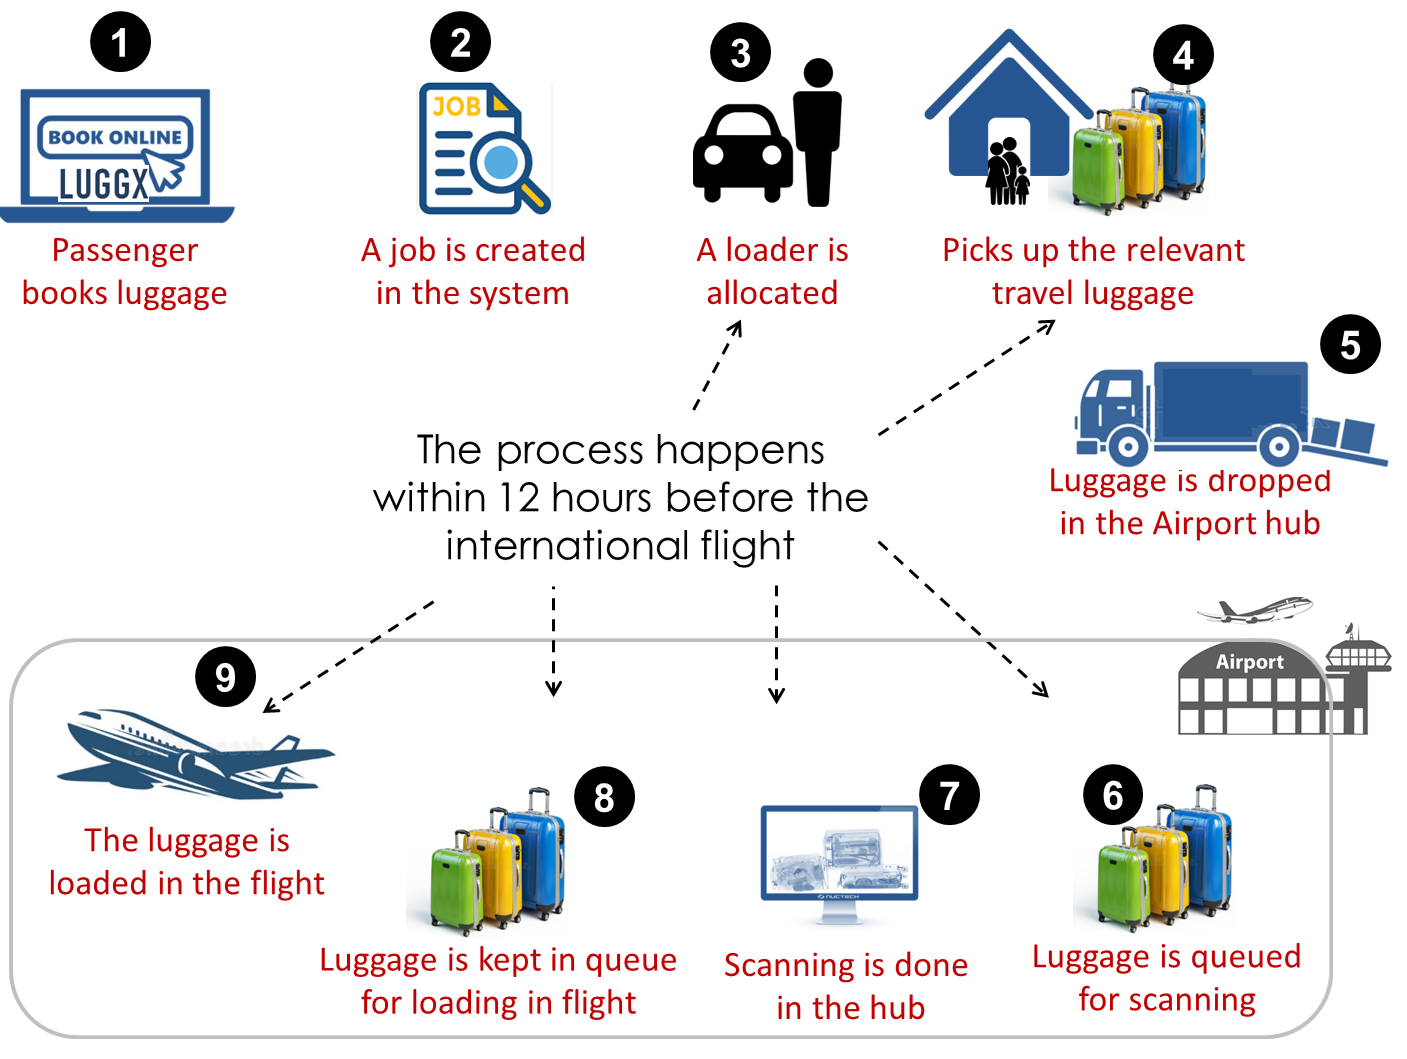 1
BOOK ONLINE
LUGGX
Passenger
books luggage
2
JOB
A job is created
in the system
3
A loader is
allocated
4
Picks up the relevant
travel luggage
5
Luggage is dropped
in the Airport hub
The process happens
within 12 hours before the
international flight
Airport
6
Luggage is queued
for scanning
7
NUCTECH
Scanning is done
in the hub
8
Luggage is kept in queue
for loading in flight
9
The luggage is
loaded in the flight